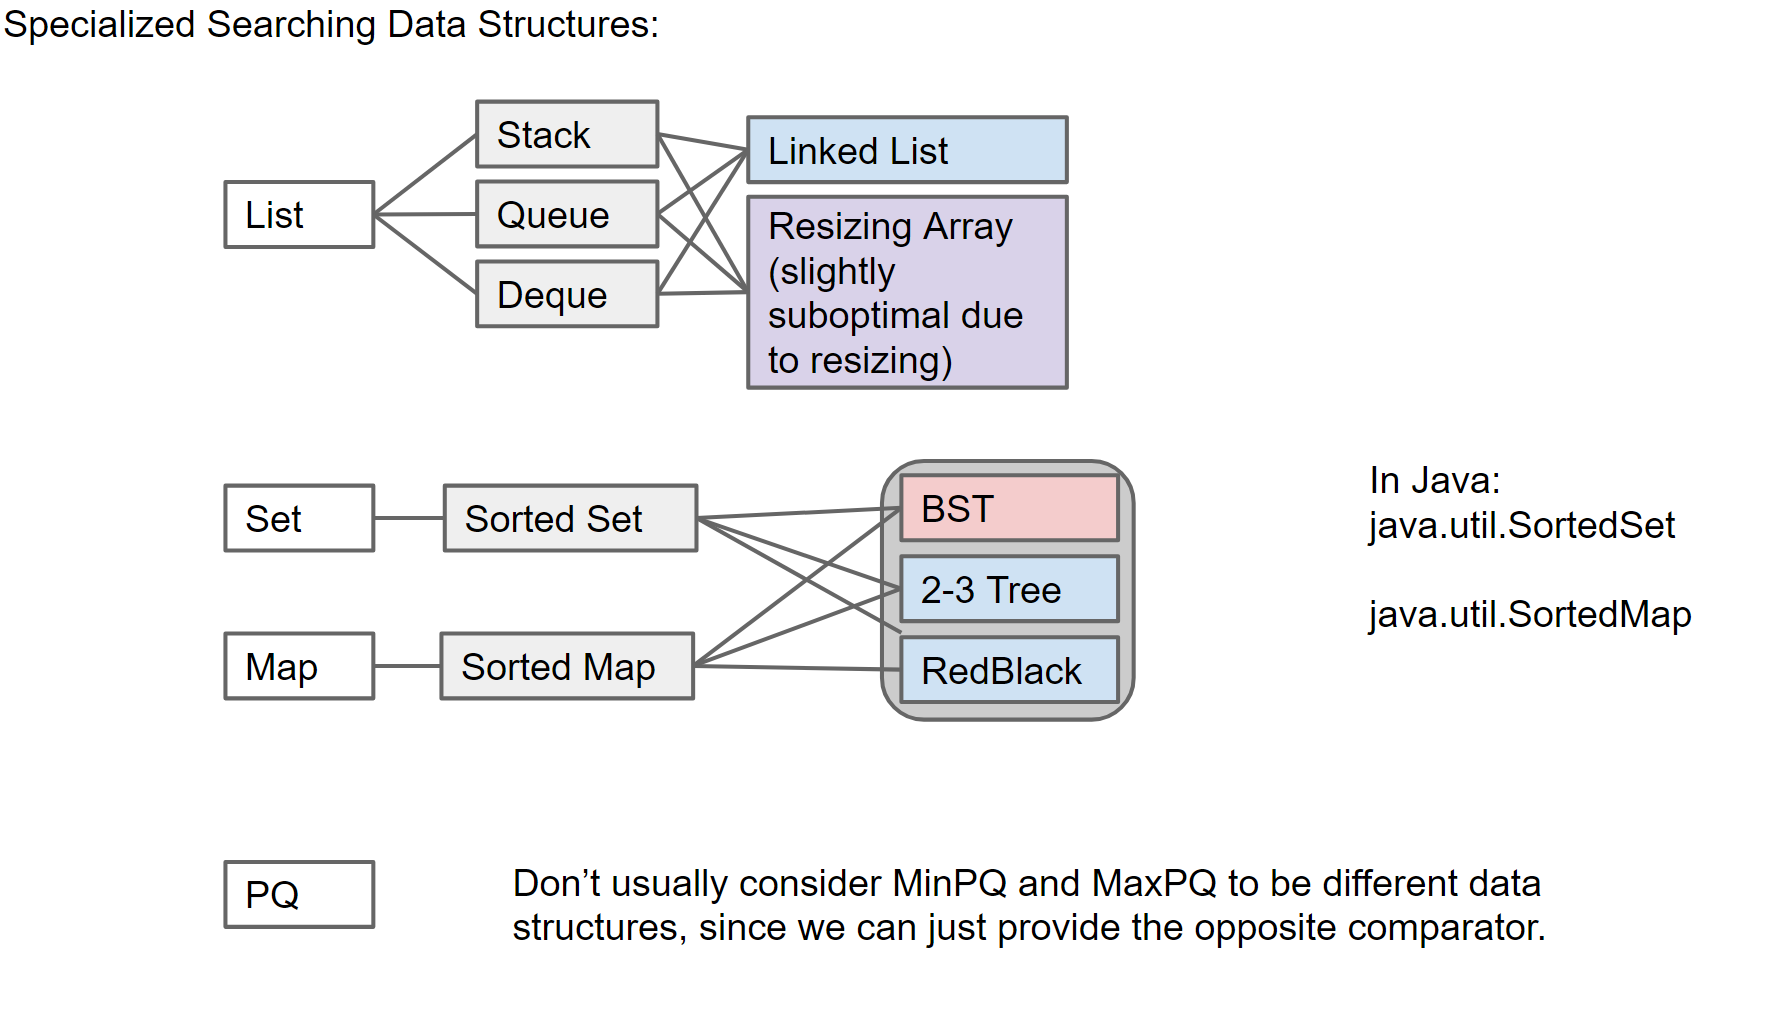 Specialized Searching Data Structures:
Stack
Linked List
List
Queue
Resizing Array
(slightly
suboptimal due
to resizing)
Deque
Set
Sorted Set
BST
2-3 Tree
RedBlack
Map
Sorted Map
In Java:
java.util.SortedSet
java.util.SortedMap
PQ
Don’t usually consider MinPQ and MaxPQ to be different data
structures, since we can just provide the opposite comparator.